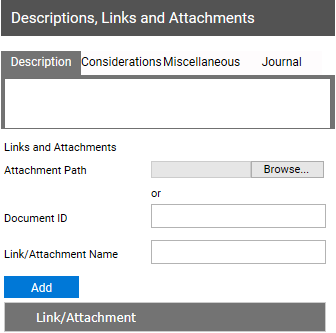 Descriptions, Links and Attachments
Description Considerations Miscellaneous Journal
Links and Attachments
Attachment Path Browse...
or
Document ID
Link/Attachment Name
Add
Link/Attachment